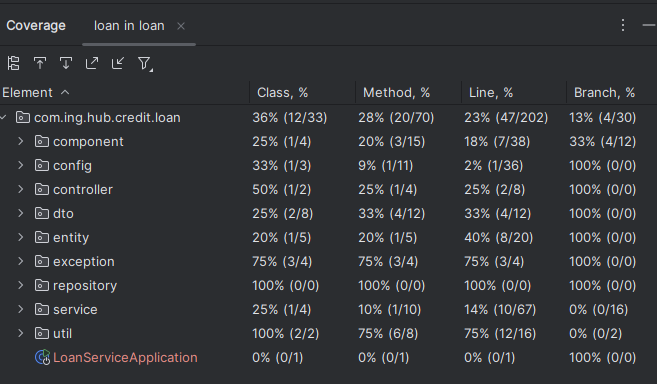 Coverage loan in loan
Element Class, % Method, % Line, % Branch, %
com.ing.hub.credit.loan 36% (12/33) 28% (20/70) 23% (47/202) 13% (4/30)
component 25% (1/4) 20% (3/15) 18% (7/38) 33% (4/12)
config 33% (1/3) 9% (1/11) 2% (1/36) 100% (0/0)
controller 50% (1/2) 25% (1/4) 25% (2/8) 100% (0/0)
dto 25% (2/8) 33% (4/12) 33% (4/12) 100% (0/0)
entity 20% (1/5) 20% (1/5) 40% (8/20) 100% (0/0)
exception 75% (3/4) 75% (3/4) 75% (3/4) 100% (0/0)
repository 100% (0/0) 100% (0/0) 100% (0/0) 100% (0/0)
service 25% (1/4) 10% (1/10) 14% (10/67) 0% (0/16)
util 100% (2/2) 75% (6/8) 75% (12/16) 0% (0/2)
LoanServiceApplication 0% (0/1) 0% (0/1) 0% (0/1) 100% (0/0)